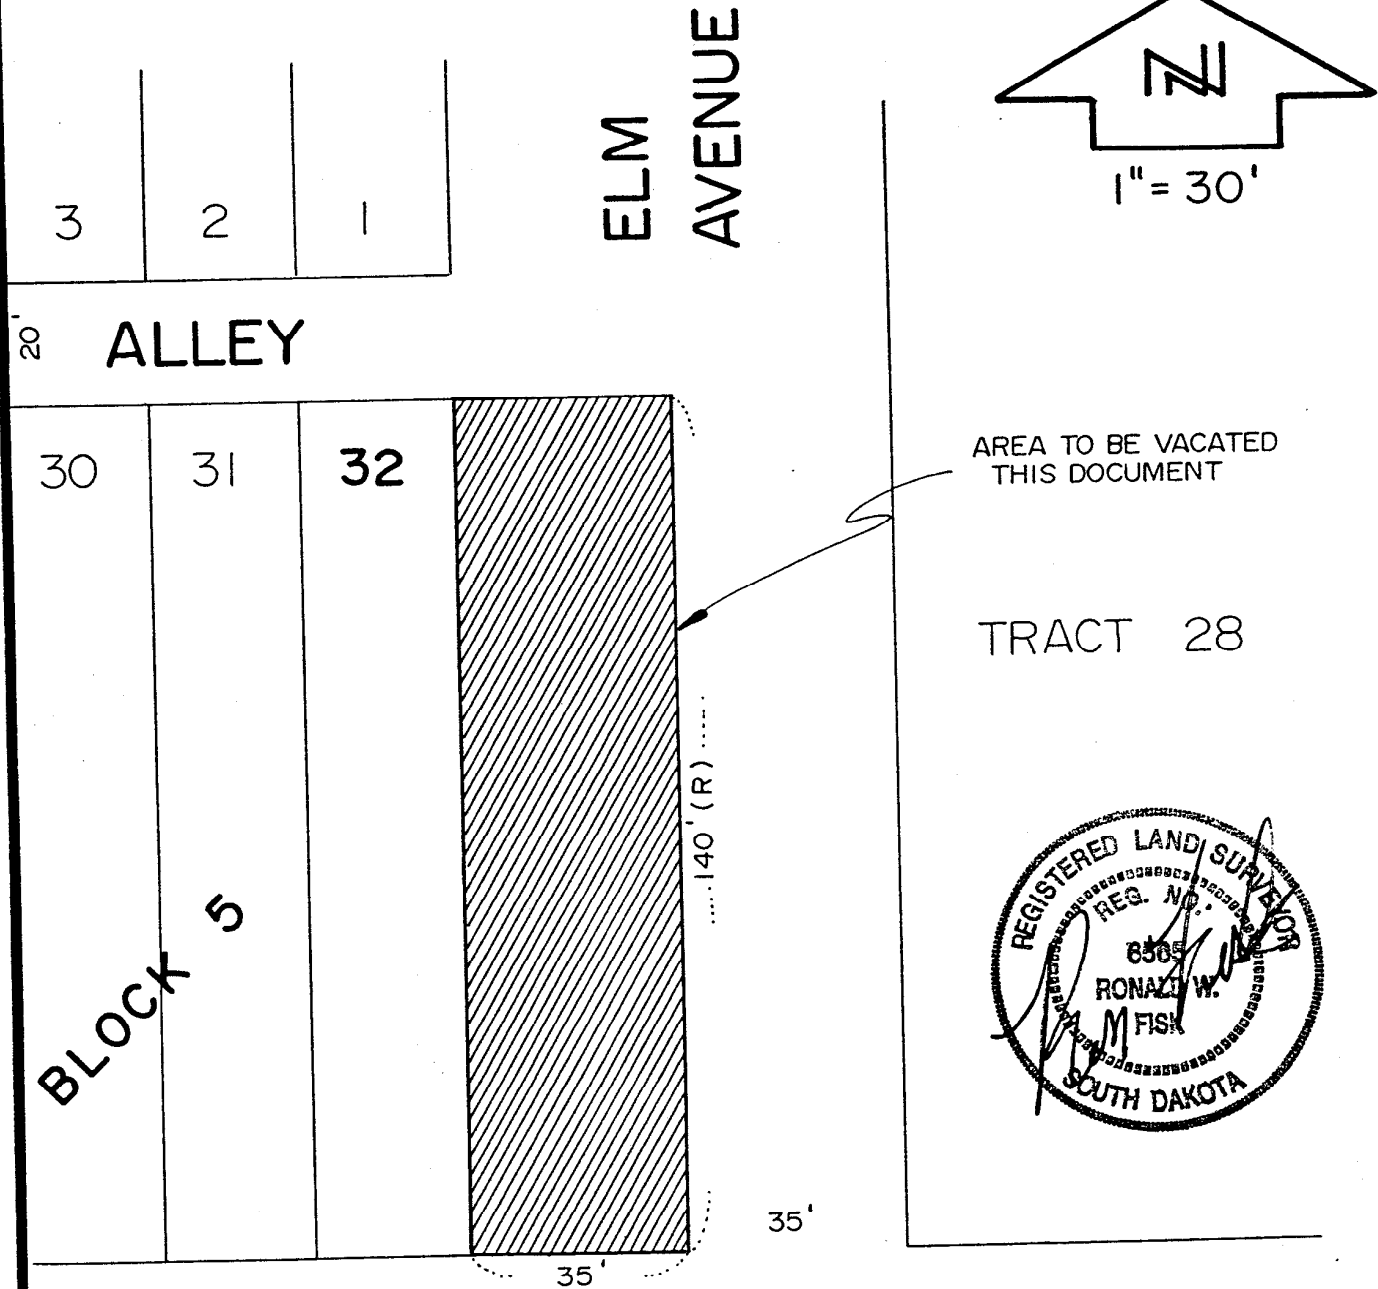 ELM
AVENUE
N
1" = 30'
3
2
1
20'
ALLEY
30
31
32
AREA TO BE VACATED
THIS DOCUMENT
TRACT 28
140' (R)
BLOCK 5
REGISTERED LAND SURVEYOR
REG. NO.
RONALD W.
FISK
SOUTH DAKOTA
35'
35'